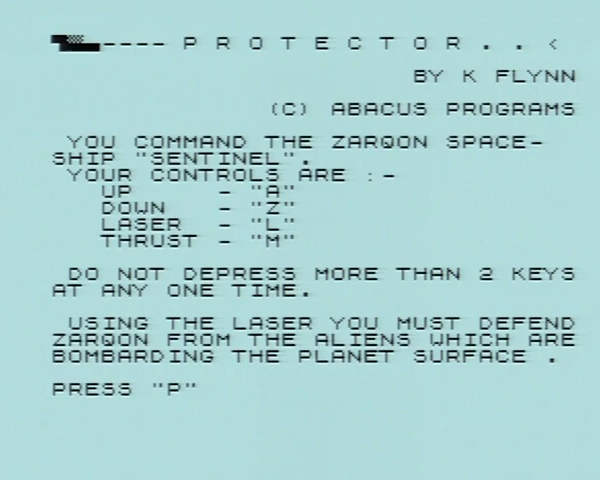 ---- P R O T E C T O R . . <
BY K FLYNN
(C) ABACUS PROGRAMS
YOU COMMAND THE ZARQON SPACE-
SHIP "SENTINEL".
YOUR CONTROLS ARE :-
UP - "A"
DOWN - "Z"
LASER - "L"
THRUST - "M"
DO NOT DEPRESS MORE THAN 2 KEYS
AT ANY ONE TIME.
USING THE LASER YOU MUST DEFEND
ZARQON FROM THE ALIENS WHICH ARE
BOMBARDING THE PLANET SURFACE .
PRESS "P"